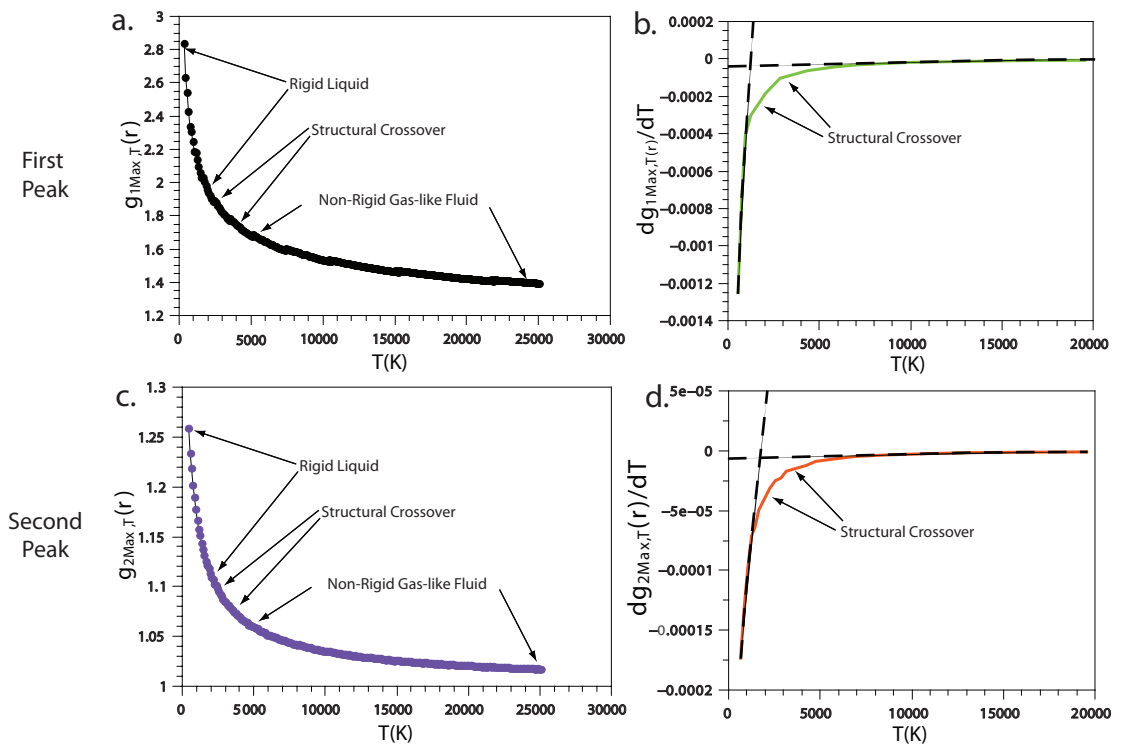 a.
3
2.8
2.6
2.4
2.2
2
1.8
1.6
1.4
1.2
g1Max,T(r)
Rigid Liquid
Structural Crossover
Non-Rigid Gas-like Fluid
0 5000 10000 15000 20000 25000 30000
T(K)
First
Peak
b.
0.0002
0
−0.0002
−0.0004
−0.0006
−0.0008
−0.001
−0.0012
−0.0014
dg1Max,T(r)/dT
Structural Crossover
0 5000 10000 15000 20000
T(K)
c.
1.3
1.25
1.2
1.15
1.1
1.05
1
g2Max,T(r)
Rigid Liquid
Structural Crossover
Non-Rigid Gas-like Fluid
0 5000 10000 15000 20000 25000 30000
T(K)
Second
Peak
d.
5e−05
0
−5e−05
−0.0001
−0.00015
−0.0002
dg2Max,T(r)/dT
Structural Crossover
0 5000 10000 15000 20000
T(K)